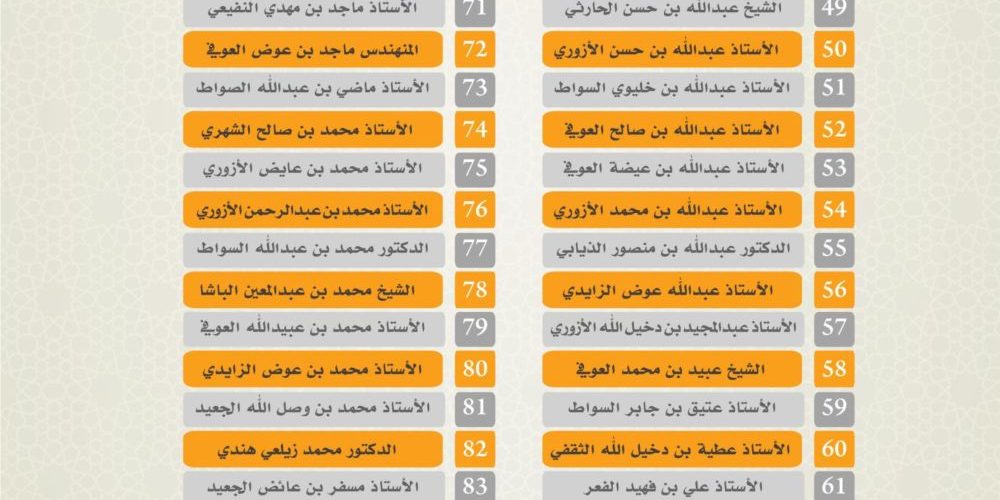 49 الشيخ عبدالله بن حسن الحارثي
50 الأستاذ عبدالله بن حسن الأزوري
51 الأستاذ عبدالله بن خليوي السواط
52 الأستاذ عبدالله بن صالح العوفي
53 الأستاذ عبدالله بن عيضة العوفي
54 الأستاذ عبدالله بن محمد الأزوري
55 الدكتور عبدالله بن منصور الذيابي
56 الأستاذ عبدالله عوض الزايدي
57 الأستاذ عبدالمجيد بن دخيل الله الأزوري
58 الشيخ عبيد بن محمد العوفي
59 الأستاذ عتيق بن جابر السواط
60 الأستاذ عطية بن دخيل الله الثقفي
61 الأستاذ علي بن فهيد الفعر
71 الأستاذ ماجد بن مهدي النفيعي
72 المنهندس ماجد بن عوض العوفي
73 الأستاذ ماضي بن عبدالله الصواط
74 الأستاذ محمد بن صالح الشهري
75 الأستاذ محمد بن عايض الأزوري
76 الأستاذ محمد بن عبدالرحمن الأزوري
77 الدكتور محمد بن عبدالله السواط
78 الشيخ محمد بن عبدالمعين الباشا
79 الأستاذ محمد بن عبيدالله العوفي
80 الأستاذ محمد بن عوض الزايدي
81 الأستاذ محمد بن وصل الله الجعيد
82 الدكتور محمد زيلعي هندي
83 الأستاذ مسفر بن عائض الجعيد